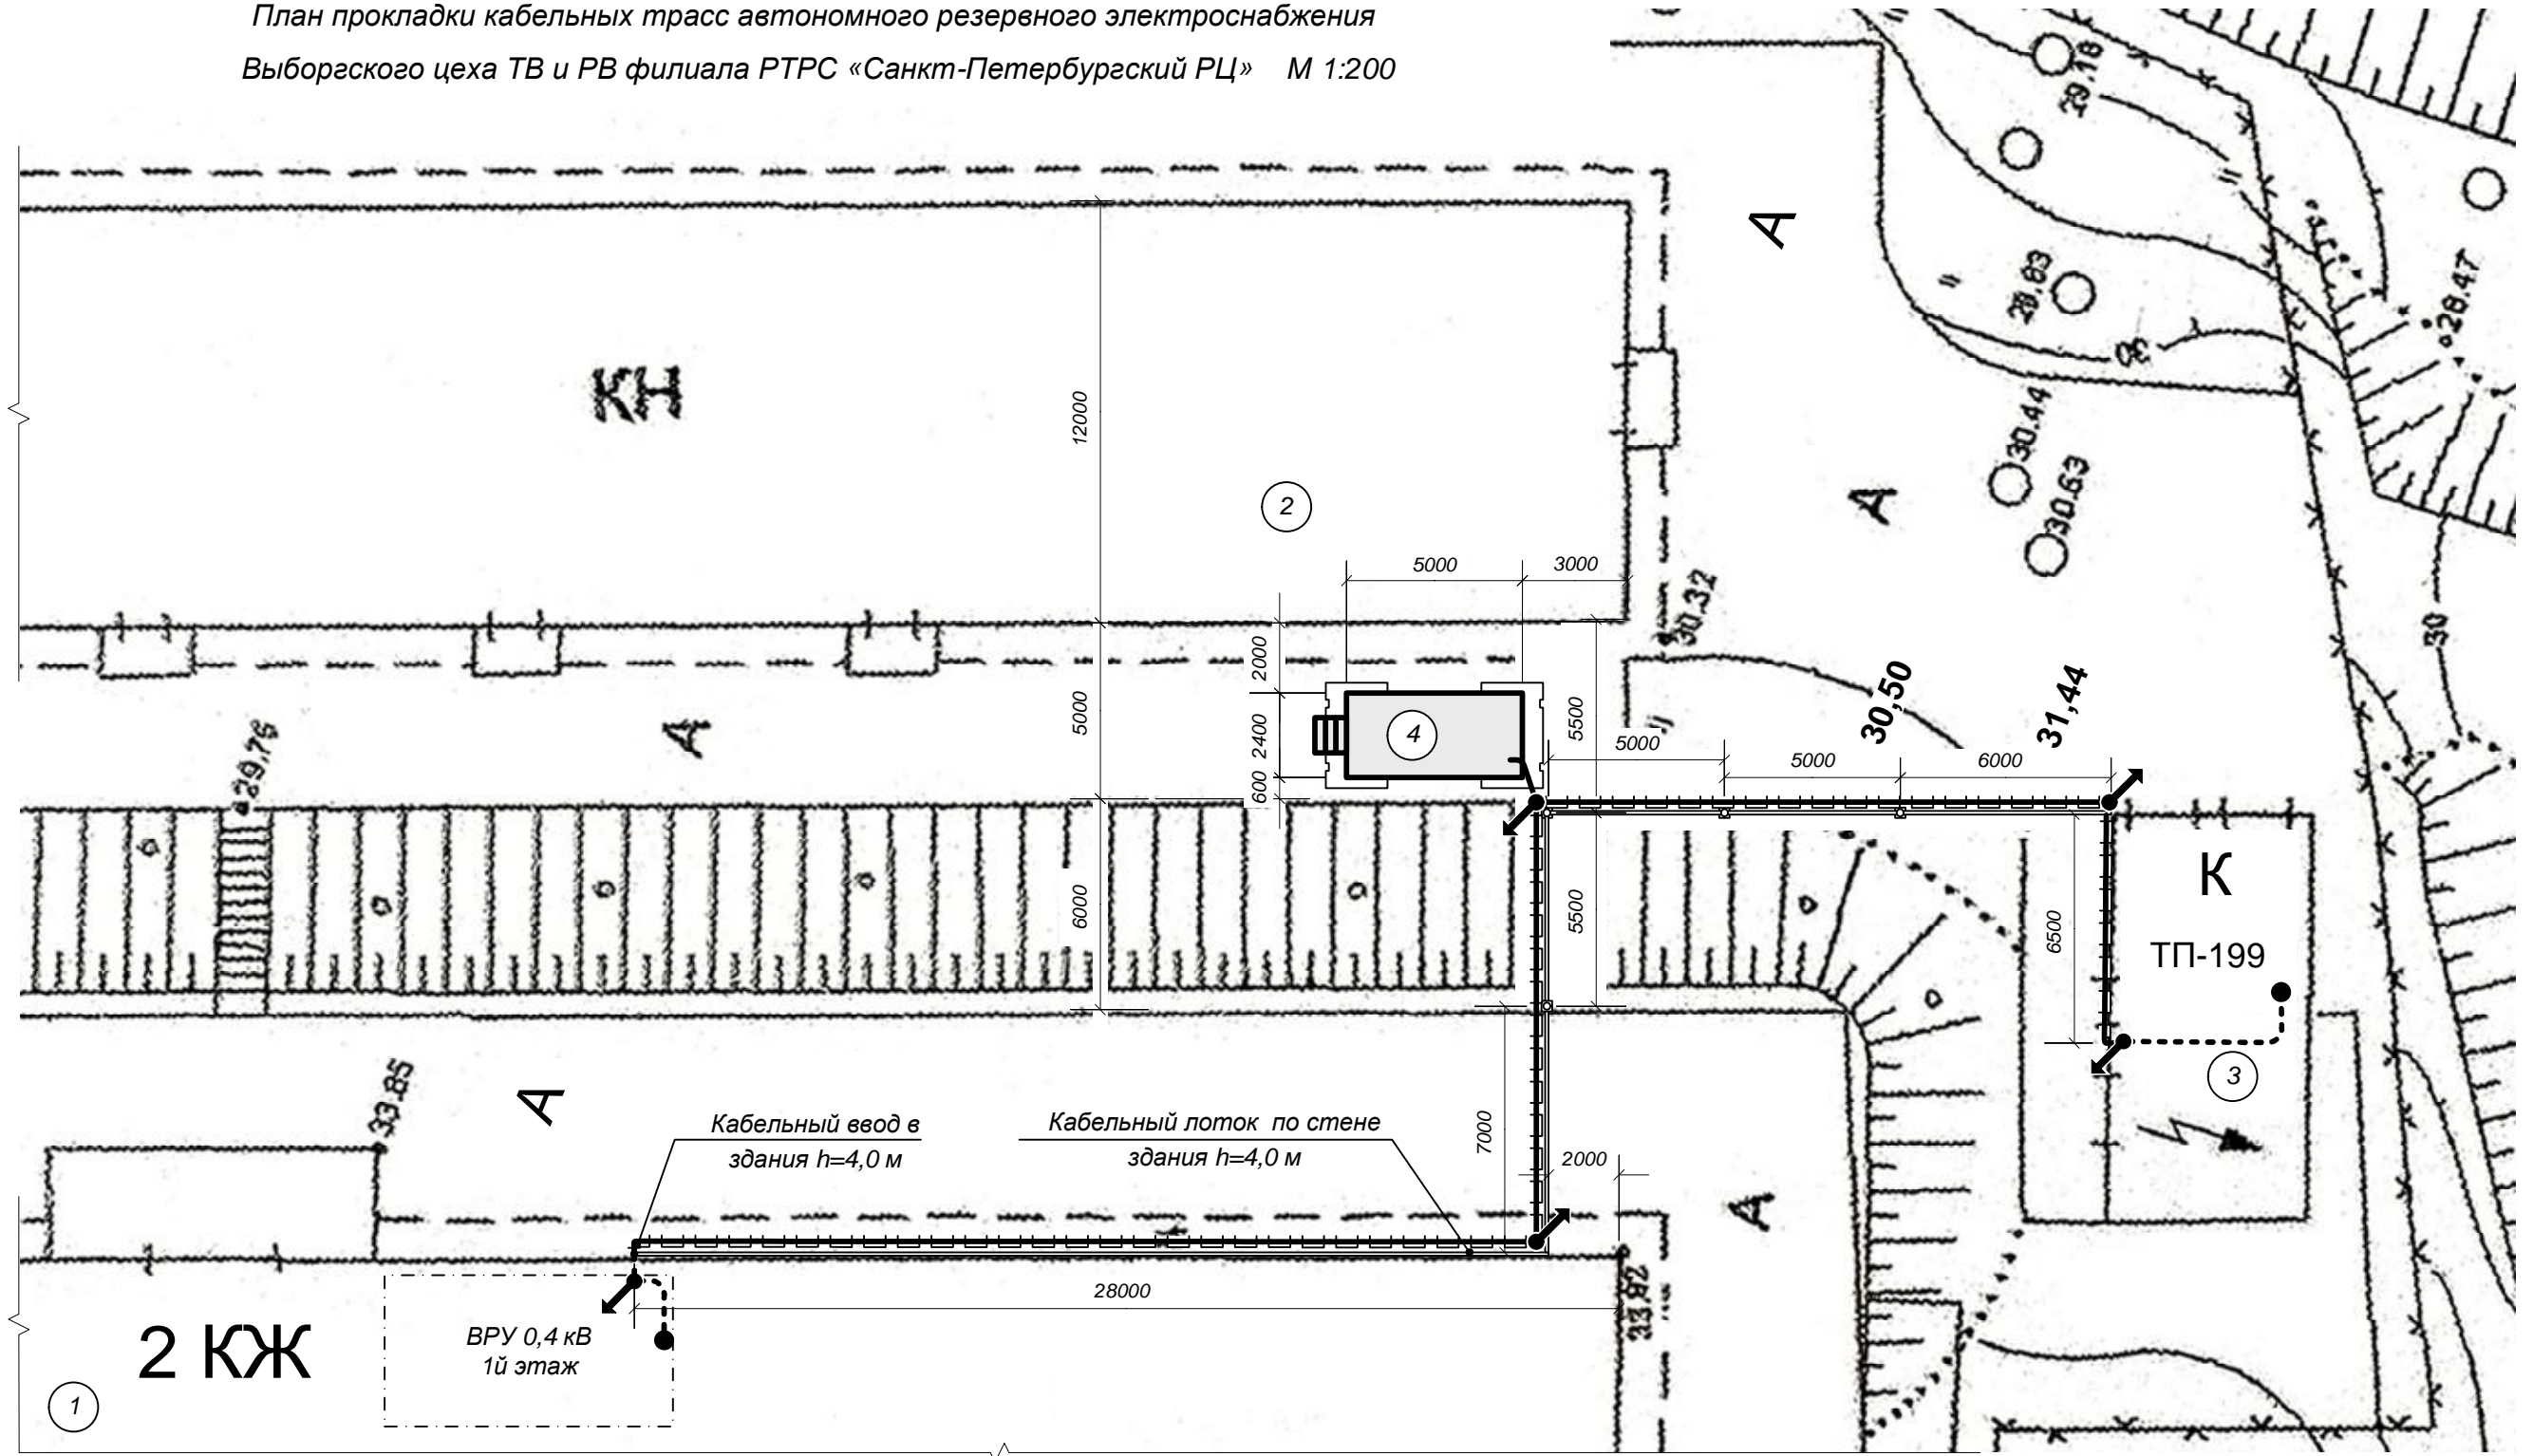 План прокладки кабельных трасс автономного резервного электроснабжения
Выборгского цеха ТВ и РВ филиала РТРС «Санкт-Петербургский РЦ» М 1:200
29.18
А
28.47
КН
12000
30.44
А
30.63
2
5000
3000
30.32
30
2000
5000
А
2400
4
5500
600
29,76
5000
30,50
31,44
5000
6000
6000
5500
К
6500
ТП-199
3
33.85
А
Кабельный ввод в
здания h=4,0 м
Кабельный лоток по стене
здания h=4,0 м
7000
2000
А
28000
33.92
ВРУ 0,4 кВ
1й этаж
2 КЖ
1